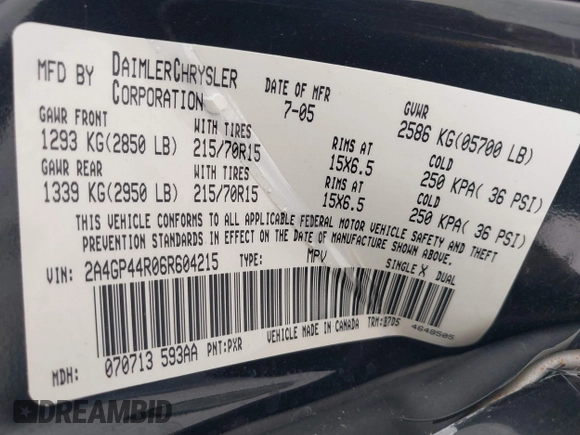 MFD BY DAIMLERCHRYSLER CORPORATION DATE OF MFR 7-05 GVWR 2586 KG(05700 LB)
GAWR FRONT WITH TIRES RIMS AT COLD
1293 KG(2850 LB) 215/70R15 15X6.5 250 KPA( 36 PSI)
GAWR REAR WITH TIRES RIMS AT COLD
1339 KG(2950 LB) 215/70R15 15X6.5 250 KPA( 36 PSI)
THIS VEHICLE CONFORMS TO ALL APPLICABLE FEDERAL MOTOR VEHICLE SAFETY AND THEFT
PREVENTION STANDARDS IN EFFECT ON THE DATE OF MANUFACTURE SHOWN ABOVE.
VIN: 2A4GP44R06R604215 TYPE: MPV SINGLE X DUAL
MDH: 070713 593AA PNT:PXR VEHICLE MADE IN CANADA TRM: 4648505
DREAMBID